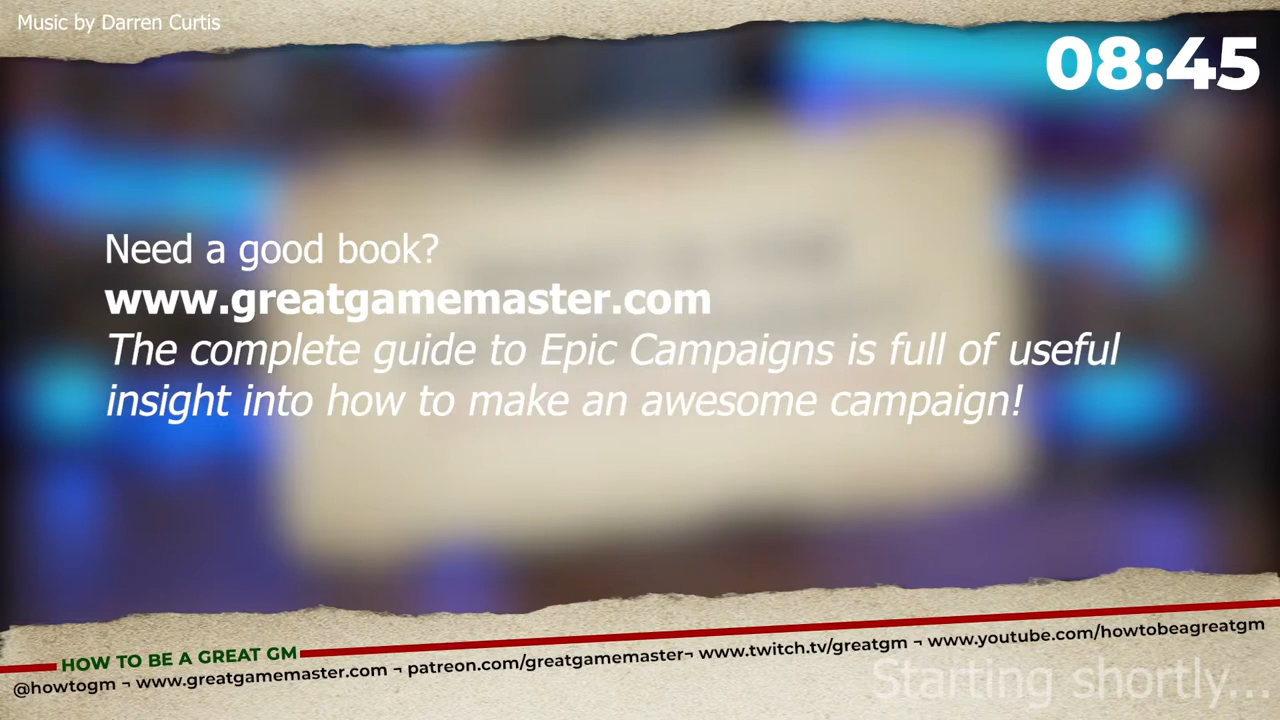 Music by Darren Curtis
08:45
Need a good book?
www.greatgamemaster.com
The complete guide to Epic Campaigns is full of useful
insight into how to make an awesome campaign!
HOW TO BE A GREAT GM
@howtogm ¬ www.greatgamemaster.com ¬ patreon.com/greatgamemaster¬ www.twitch.tv/greatgm ¬ www.youtube.com/howtobeagreatgm
Starting shortly...